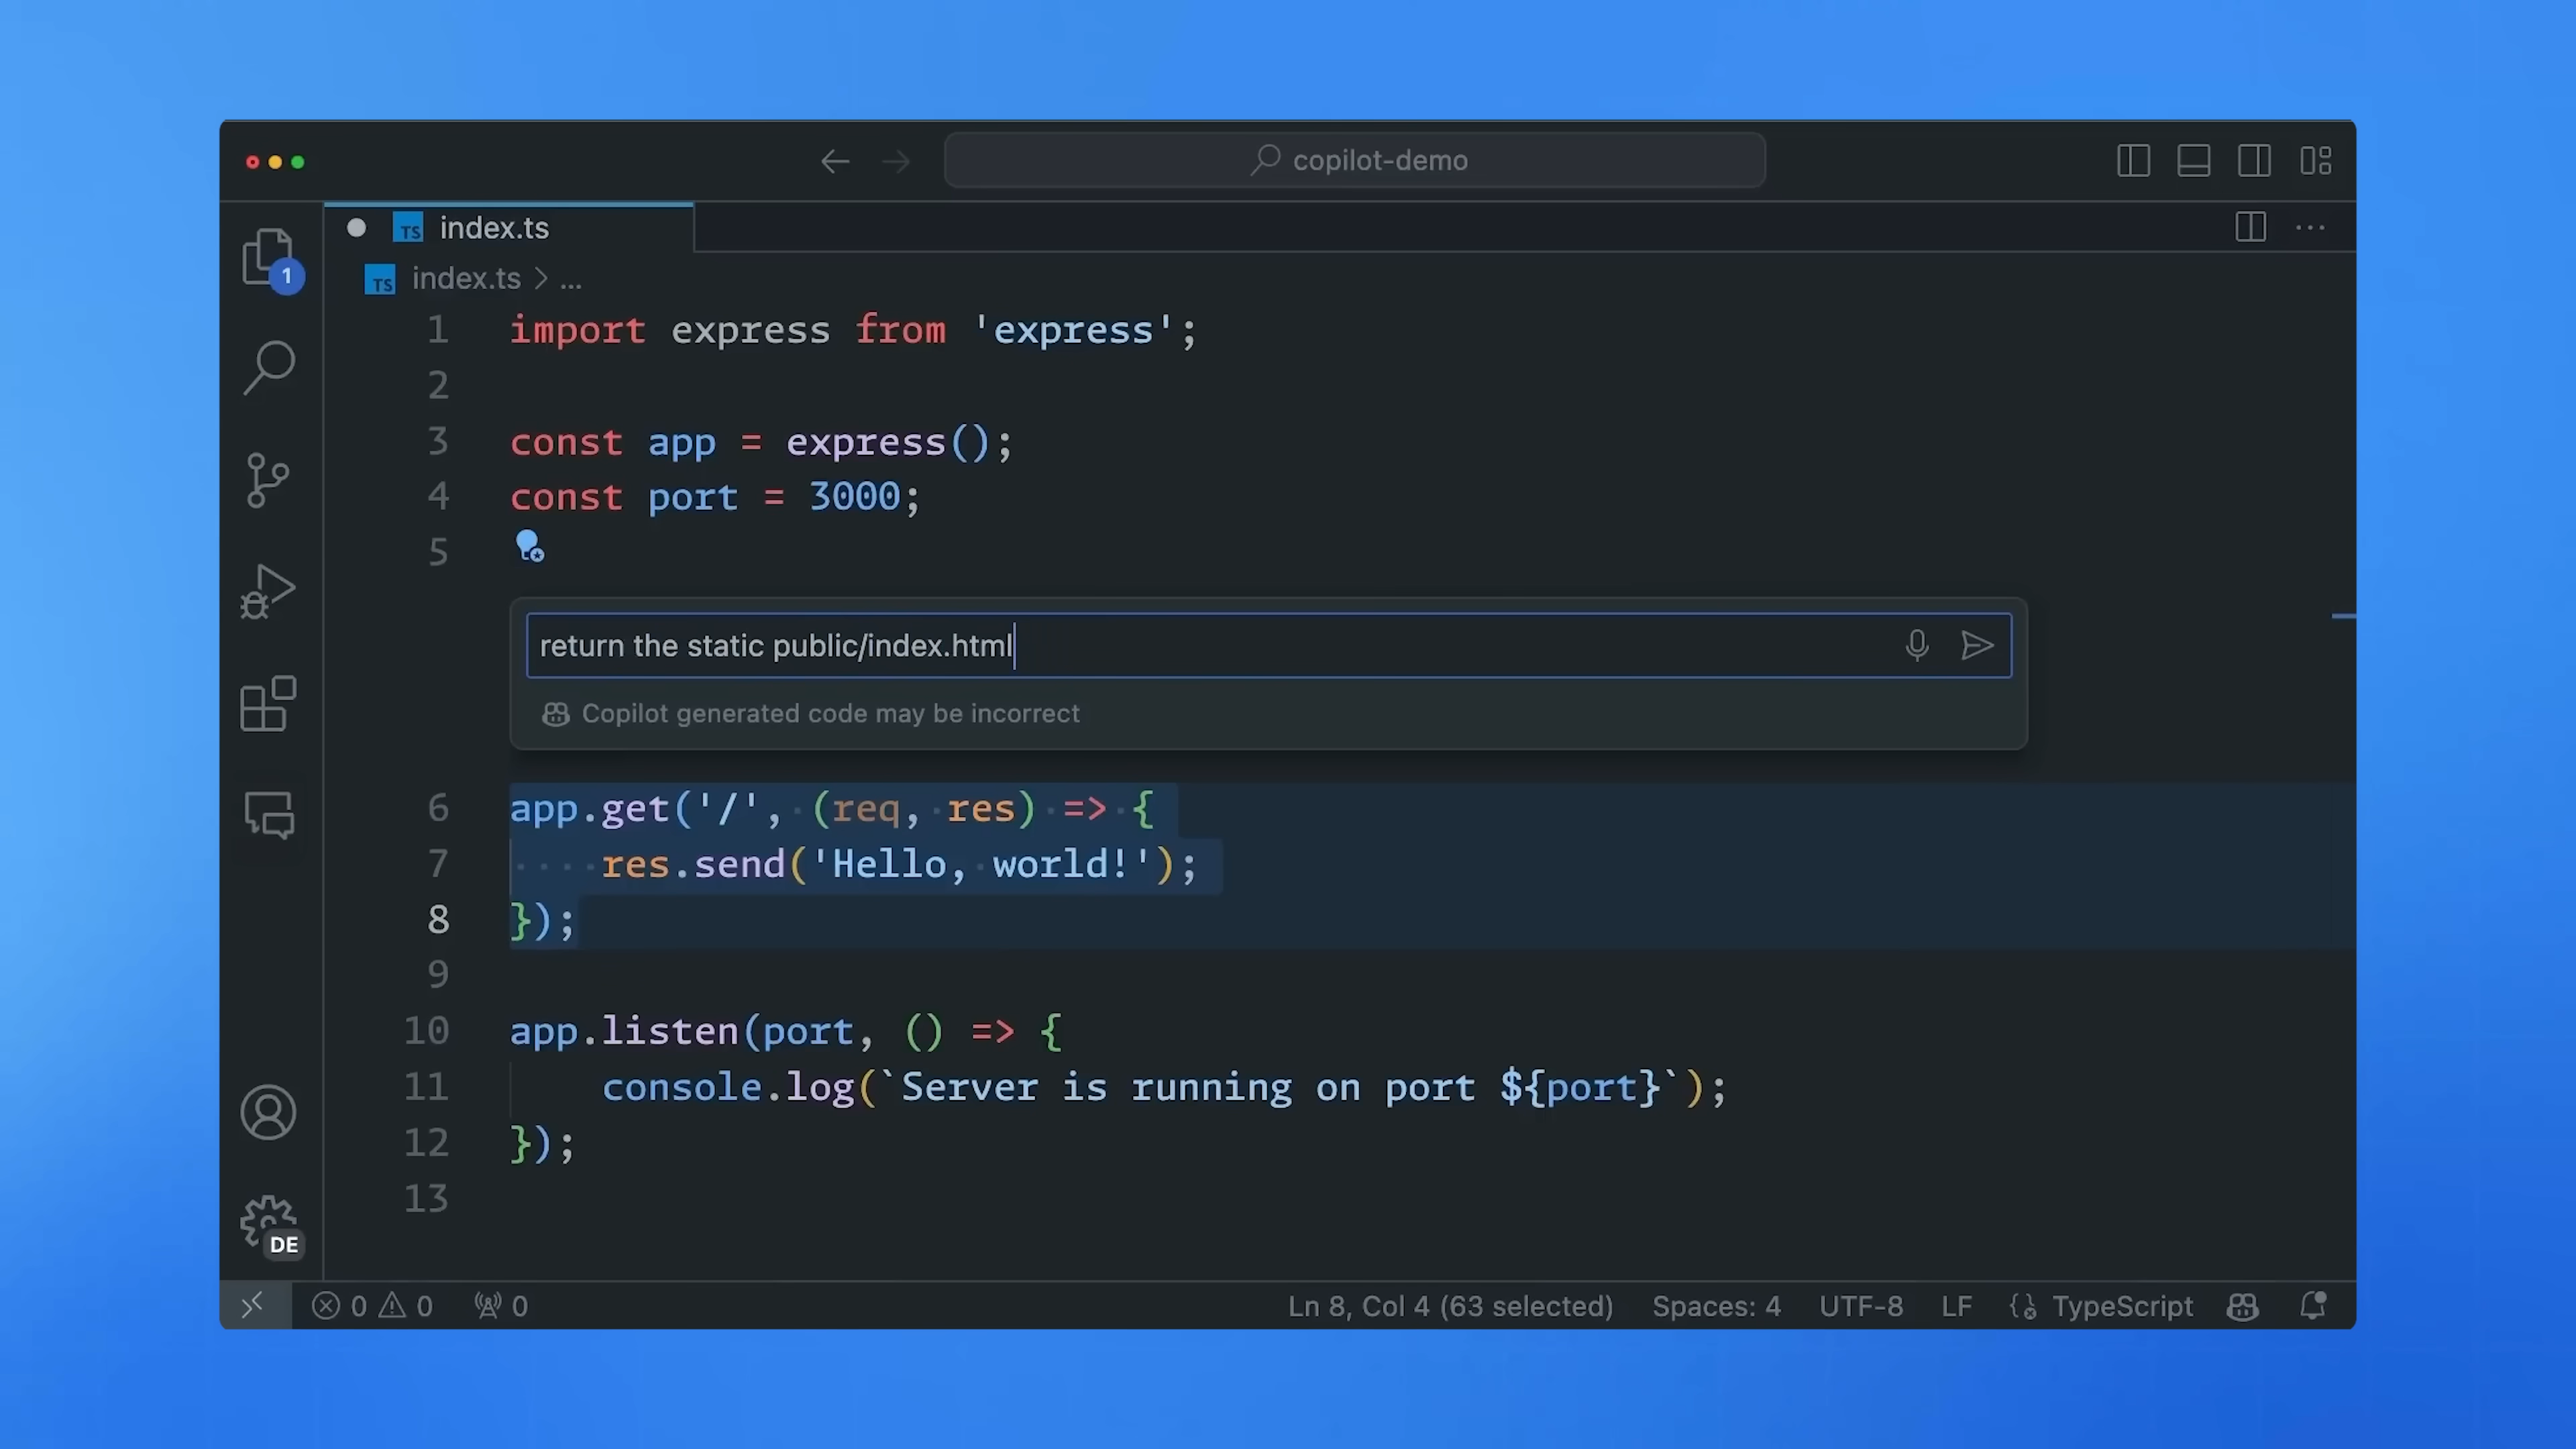 copilot-demo
TS index.ts
TS index.ts > ...
1
1 import express from 'express';
2
3 const app = express();
4 const port = 3000;
5
return the static public/index.html
Copilot generated code may be incorrect
6 app.get('/', (req, res) => {
7 res.send('Hello, world!');
8 });
9
10 app.listen(port, () => {
11 console.log(`Server is running on port ${port}`);
12 });
13
DE
0 0 0 Ln 8, Col 4 (63 selected) Spaces: 4 UTF-8 LF TypeScript